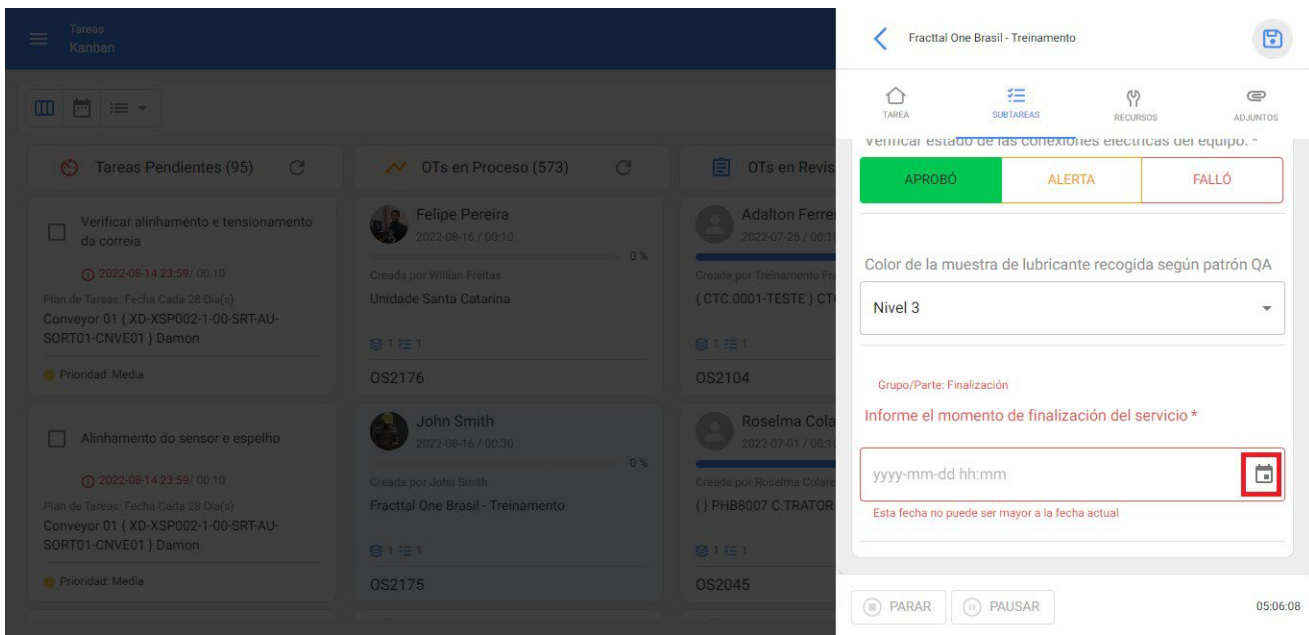 Tareas
Kanban
Tareas Pendientes (95)
Verificar alinhamento e tensionamento
da correia
2022-08-14 23:59/ 00:10
Plan de Tareas: Fecha Cada 28 Dia(s)
Conveyor 01 { XD-XSP002-1-00-SRT-AU-
SORT01-CNVE01 } Damon
Prioridad: Media
Alinhamento do sensor e espelho
2022-08-14 23:59/ 00:10
Plan de Tareas: Fecha Cada 28 Dia(s)
Conveyor 01 { XD-XSP002-1-00-SRT-AU-
SORT01-CNVE01 } Damon
Prioridad: Media
OTs en Proceso (573)
Felipe Pereira
2022-08-16 / 00:10
0 %
Creada por Willian Freitas
Unidade Santa Catarina
1 1
OS2176
John Smith
2022-08-16 / 00:30
0 %
Creada por John Smith
Fracttal One Brasil - Treinamento
1 1
OS2175
OTs en Revis
Adalton Ferre
2022-07-25 / 00:10
Creada por Treinamento Fr
{ CTC.0001-TESTE } CT
1 1
OS2104
Roselma Cola
2022-07-01 / 00:10
Creada por Roselma Colare
{ } PHB8007 C.TRATOR
1 1
OS2045
Fracttal One Brasil - Treinamento
TAREA SUBTAREAS RECURSOS ADJUNTOS
Verificar estado de las conexiones eléctricas del equipo. *
APROBÓ ALERTA FALLÓ
Color de la muestra de lubricante recogida según patrón QA
Nivel 3
Grupo/Parte: Finalización
Informe el momento de finalización del servicio *
yyyy-mm-dd hh:mm
Esta fecha no puede ser mayor a la fecha actual
PARAR PAUSAR 05:06:08